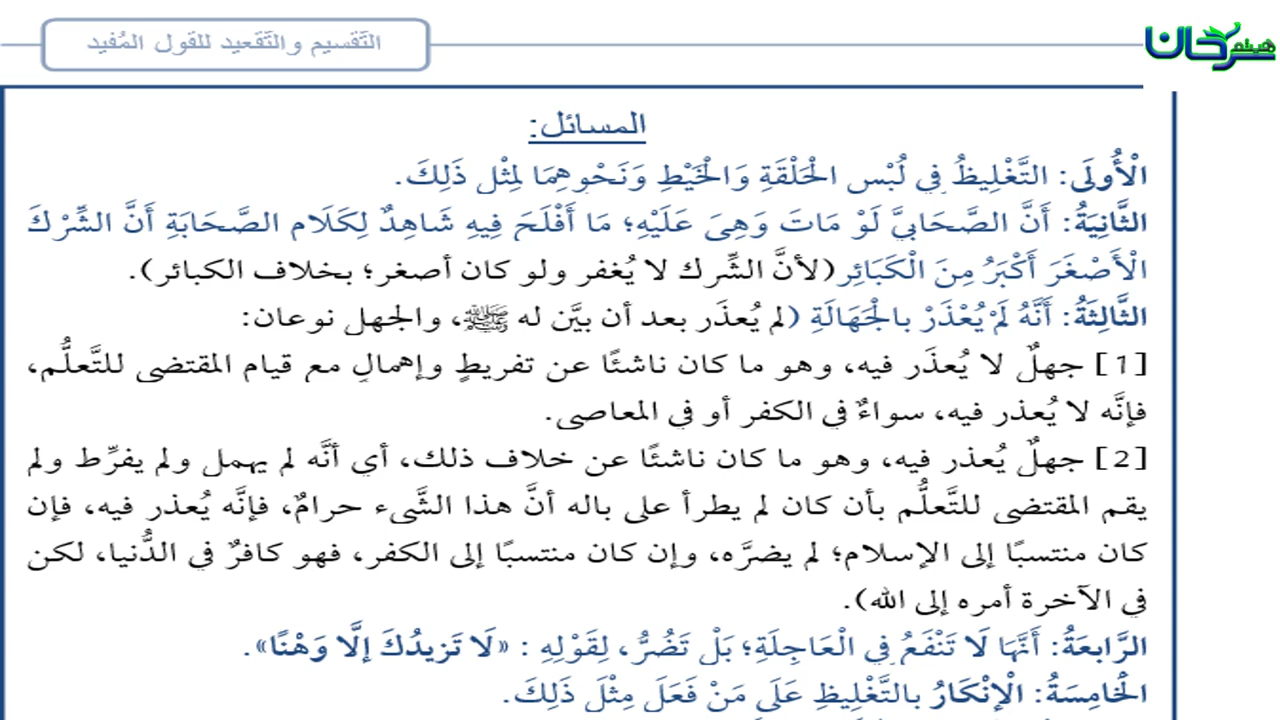 التَّقسيم والتَّقعيد للقول المُفيد
هيثم
سرحان
المسائل:
الْأُولَى: التَّغْلِيظُ فِي لُبْسِ الْحَلْقَةِ وَالْخَيْطِ وَنَحْوِهِمَا لِمِثْلِ ذَلِكَ.
الثَّانِيَةُ: أَنَّ الصَّحَابِيَّ لَوْ مَاتَ وَهِيَ عَلَيْهِ؛ مَا أَفْلَحَ فِيهِ شَاهِدٌ لِكَلَامِ الصَّحَابَةِ أَنَّ الشِّرْكَ
الْأَصْغَرَ أَكْبَرُ مِنَ الْكَبَائِرِ (لأنَّ الشِّرك لا يُغفر ولو كان أصغر؛ بخلاف الكبائر).
الثَّالِثَةُ: أَنَّهُ لَمْ يُعْذَرْ بِالْجَهَالَةِ (لم يُعذَر بعد أن بيَّن له ﷺ، والجهل نوعان:
[1] جهلٌ لا يُعذَر فيه، وهو ما كان ناشئًا عن تفريطٍ وإهمالِ مع قيام المقتضى للتَّعلُّم،
فإنَّه لا يُعذر فيه، سواءٌ في الكفر أو في المعاصي.
[2] جهلٌ يُعذر فيه، وهو ما كان ناشئًا عن خلاف ذلك، أي أنَّه لم يهمل ولم يفرِّط ولم
يقم المقتضى للتَّعلُّم بأن كان لم يطرأ على باله أنَّ هذا الشَّيء حرامٌ، فإنَّه يُعذر فيه، فإن
كان منتسبًا إلى الإسلام؛ لم يضرَّه، وإن كان منتسبًا إلى الكفر، فهو كافرٌ في الدُّنيا، لكن
في الآخرة أمره إلى الله).
الرَّابِعَةُ: أَنَّهَا لَا تَنْفَعُ فِي الْعَاجِلَةِ؛ بَلْ تَضُرُّ، لِقَوْلِهِ : «لَا تَزِيدُكَ إِلَّا وَهْنًا».
الْخَامِسَةُ: الْإِنْكَارُ بِالتَّغْلِيظِ عَلَى مَنْ فَعَلَ مِثْلَ ذَلِكَ.